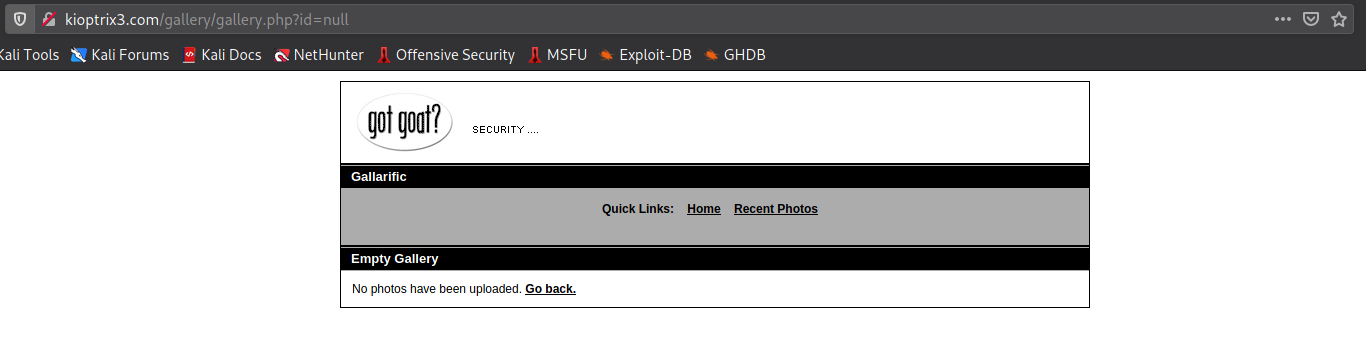 kioptrix3.com/gallery/gallery.php?id=null
Kali Tools Kali Forums Kali Docs NetHunter Offensive Security MSFU Exploit-DB GHDB
got goat? SECURITY ....
Gallarific
Quick Links: Home Recent Photos
Empty Gallery
No photos have been uploaded. Go back.